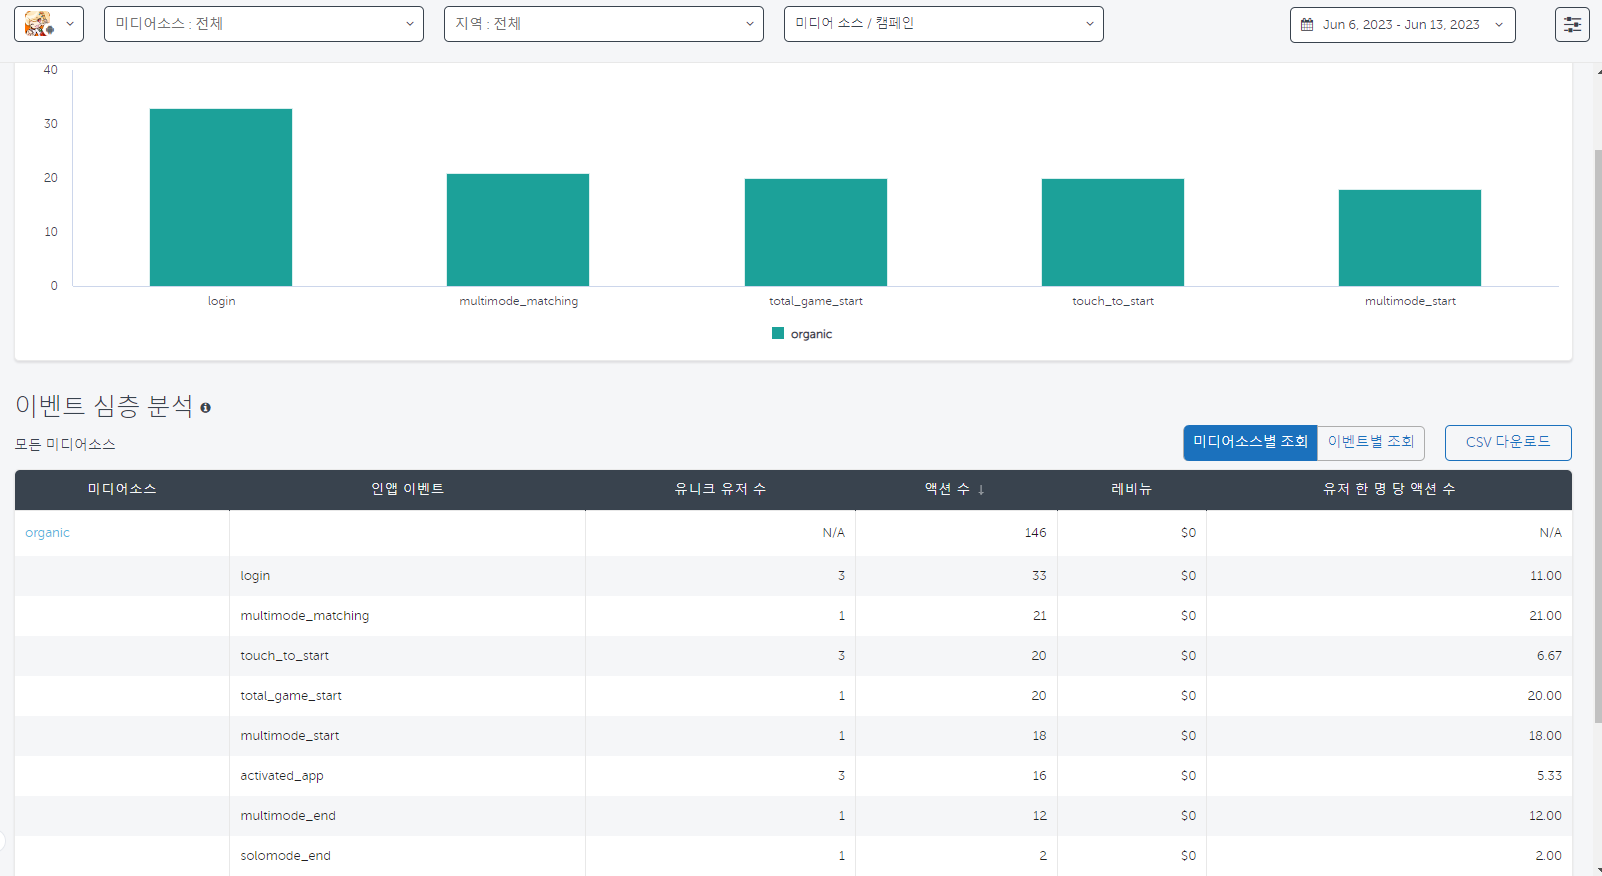 미디어소스 : 전체
지역 : 전체
미디어 소스 / 캠페인
Jun 6, 2023 - Jun 13, 2023
40
30
20
10
0
login
multimode_matching
total_game_start
touch_to_start
multimode_start
organic
이벤트 심층 분석
모든 미디어소스
미디어소스별 조회
이벤트별 조회
CSV 다운로드
미디어소스 인앱 이벤트 유니크 유저 수 액션 수 ↓ 레비뉴 유저 한 명 당 액션 수
organic N/A 146 $0 N/A
login 3 33 $0 11.00
multimode_matching 1 21 $0 21.00
touch_to_start 3 20 $0 6.67
total_game_start 1 20 $0 20.00
multimode_start 1 18 $0 18.00
activated_app 3 16 $0 5.33
multimode_end 1 12 $0 12.00
solomode_end 1 2 $0 2.00